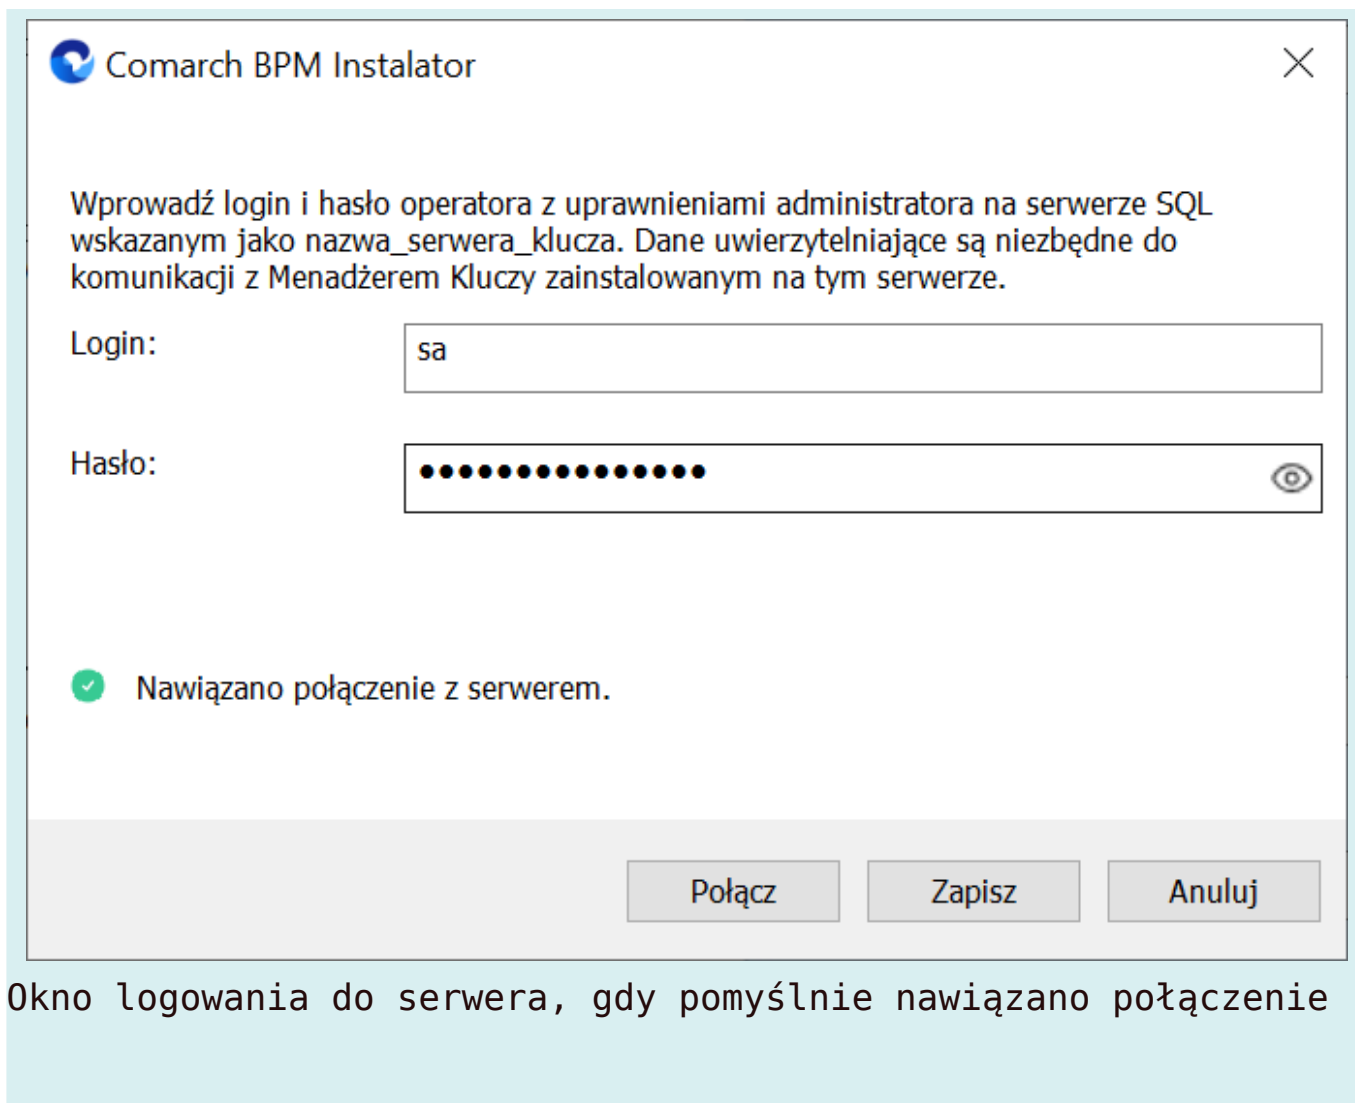 Comarch BPM Instalator
Wprowadź login i hasło operatora z uprawnieniami administratora na serwerze SQL
wskazanym jako nazwa_serwera_klucza. Dane uwierzytelniające są niezbędne do
komunikacji z Menadżerem Kluczy zainstalowanym na tym serwerze.
Login:
sa
Hasło:
●●●●●●●●●●●●●●●
Nawiązano połączenie z serwerem.
Połącz
Zapisz
Anuluj
Okno logowania do serwera, gdy pomyślnie nawiązano połączenie